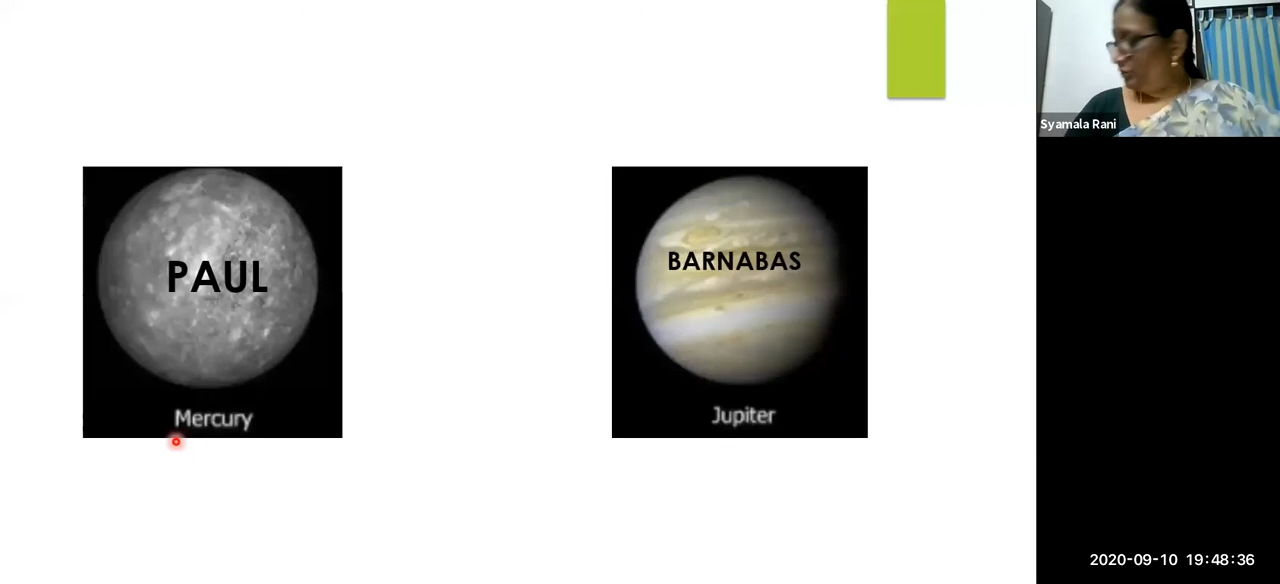 Syamala Rani
PAUL
BARNABAS
Mercury
Jupiter
2020-09-10 19:48:36